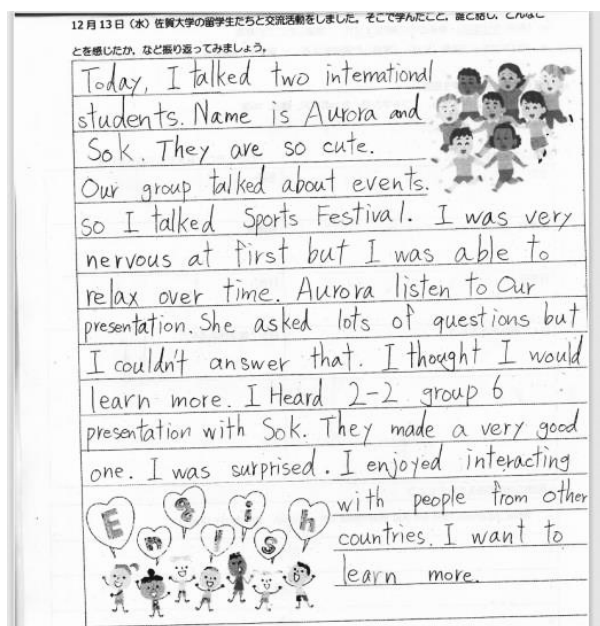 12月13日（水）佐賀大学の留学生たちと交流活動をしました。そこで学んだこと、誰と話し、どんなこ
とを感じたか、など振り返ってみましょう。
Today, I talked two international
students. Name is Aurora and
Sok. They are so cute.
Our group talked about events.
so I talked Sports Festival. I was very
nervous at first but I was able to
relax over time. Aurora listen to Our
presentation. She asked lots of questions but
I couldn't answer that. I thought I would
learn more. I Heard 2-2 group 6
presentation with Sok. They made a very good
one. I was surprised. I enjoyed interacting
with people from other
countries. I want to
learn more.
English